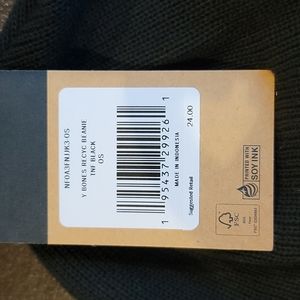 NF0A3FNJJK3-OS
Y BONES RECYC BEANIE
TNF BLACK
OS
1 95437 29926 1
MADE IN INDONESIA
24.00
Suggested Retail
PRINTED WITH
SOY INK
FSC